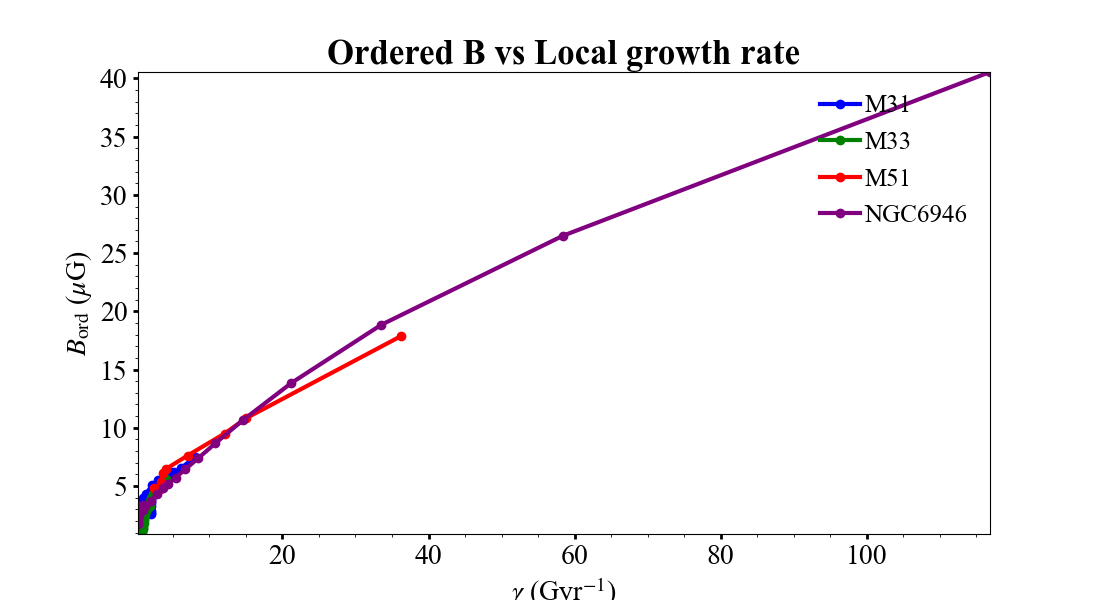 Ordered B vs Local growth rate
40
35
30
25
20
15
10
5
B_ord (μG)
M31
M33
M51
NGC6946
20 40 60 80 100
γ (Gyr⁻¹)